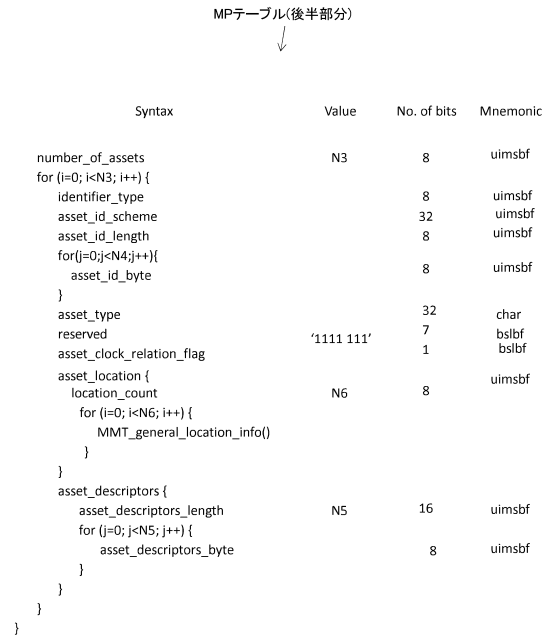 MPテーブル(後半部分)
Syntax Value No. of bits Mnemonic
number_of_assets N3 8 uimsbf
for (i=0; i<N3; i++) {
identifier_type 8 uimsbf
asset_id_scheme 32 uimsbf
asset_id_length 8 uimsbf
for(j=0;j<N4;j++){
asset_id_byte 8 uimsbf
}
asset_type 32 char
reserved ‘1111 111’ 7 bslbf
asset_clock_relation_flag 1 bslbf
asset_location {
location_count N6 8 uimsbf
for (i=0; i<N6; i++) {
MMT_general_location_info()
}
}
asset_descriptors {
asset_descriptors_length N5 16 uimsbf
for (j=0; j<N5; j++) {
asset_descriptors_byte 8 uimsbf
}
}
}
}